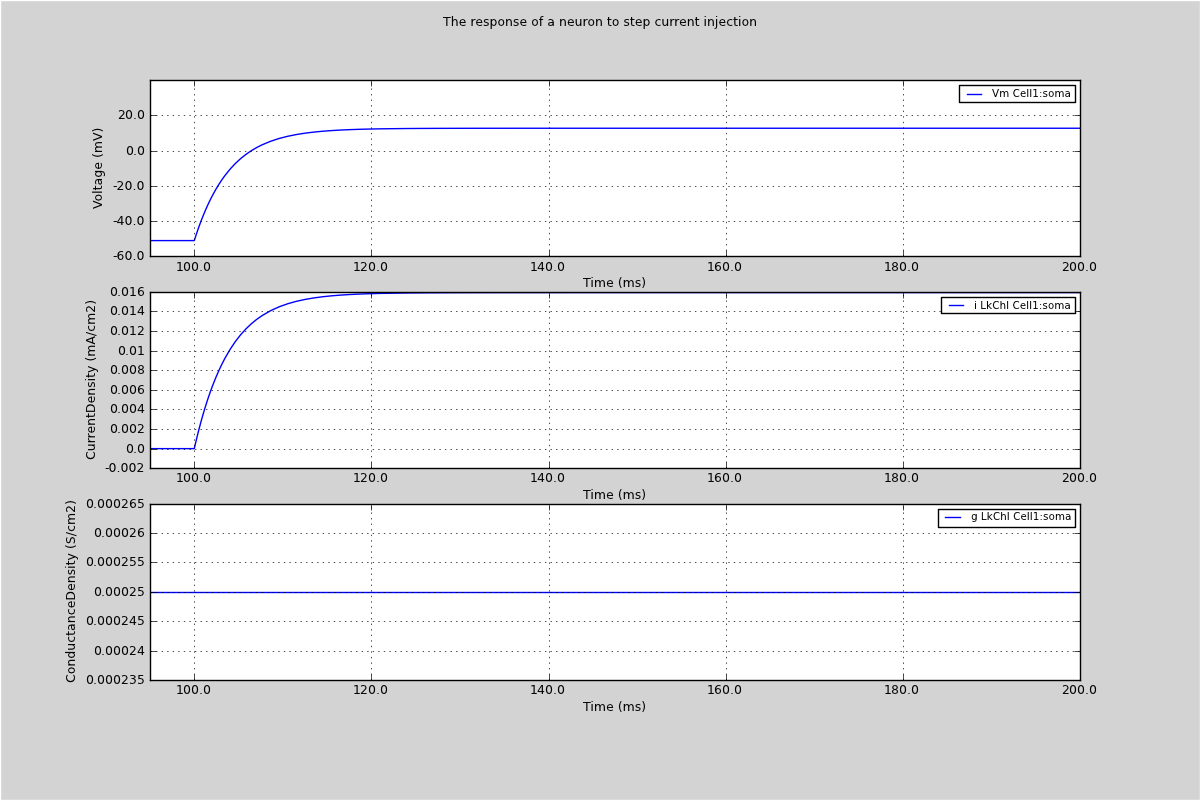 The response of a neuron to step current injection
Voltage (mV)
20.0
0.0
-20.0
-40.0
-60.0
Vm Cell1:soma
100.0 120.0 140.0 160.0 180.0 200.0
Time (ms)
CurrentDensity (mA/cm2)
0.016
0.014
0.012
0.01
0.008
0.006
0.004
0.002
0.0
-0.002
i LkChl Cell1:soma
100.0 120.0 140.0 160.0 180.0 200.0
Time (ms)
ConductanceDensity (S/cm2)
0.000265
0.00026
0.000255
0.00025
0.000245
0.00024
0.000235
g LkChl Cell1:soma
100.0 120.0 140.0 160.0 180.0 200.0
Time (ms)